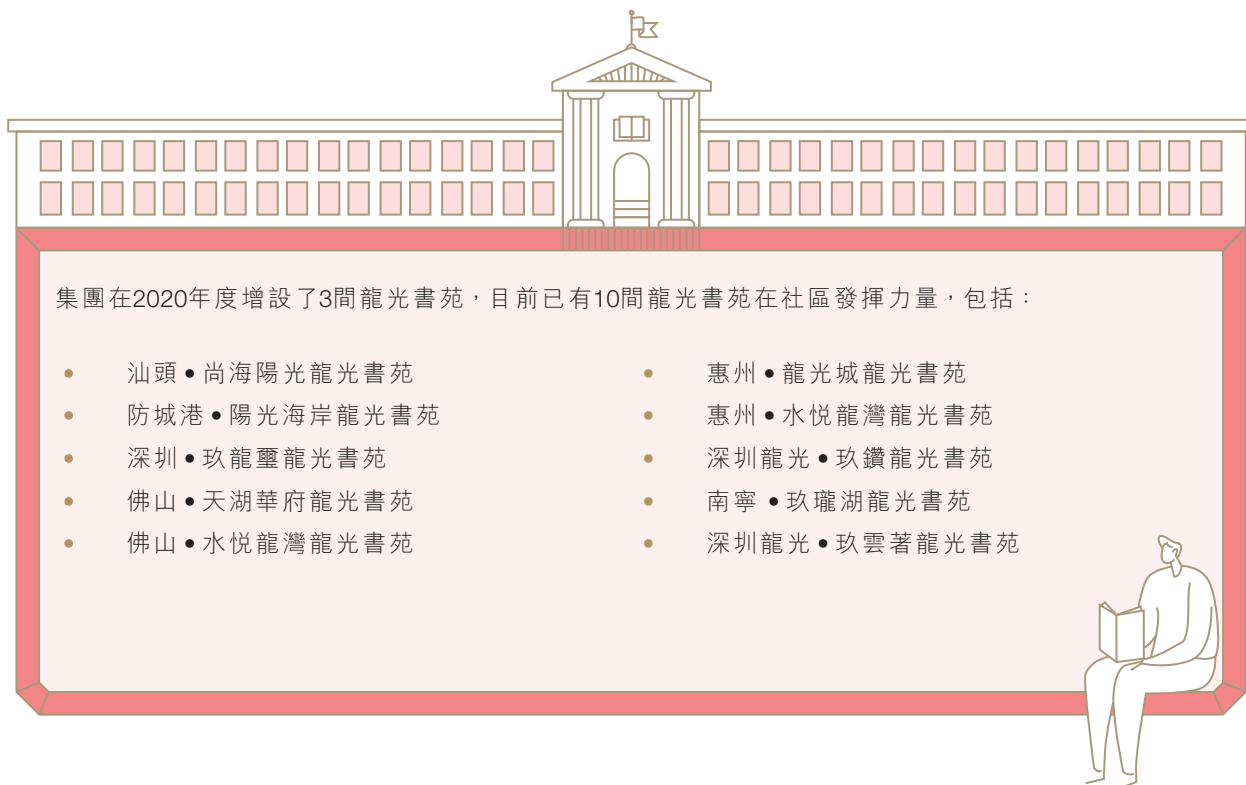 集團在2020年度增設了3間龍光書苑，目前已有10間龍光書苑在社區發揮力量，包括：
• 汕頭•尚海陽光龍光書苑
• 防城港•陽光海岸龍光書苑
• 深圳•玖龍璽龍光書苑
• 佛山•天湖華府龍光書苑
• 佛山•水悦龍灣龍光書苑
• 惠州•龍光城龍光書苑
• 惠州•水悦龍灣龍光書苑
• 深圳龍光•玖鑽龍光書苑
• 南寧•玖瓏湖龍光書苑
• 深圳龍光•玖雲著龍光書苑